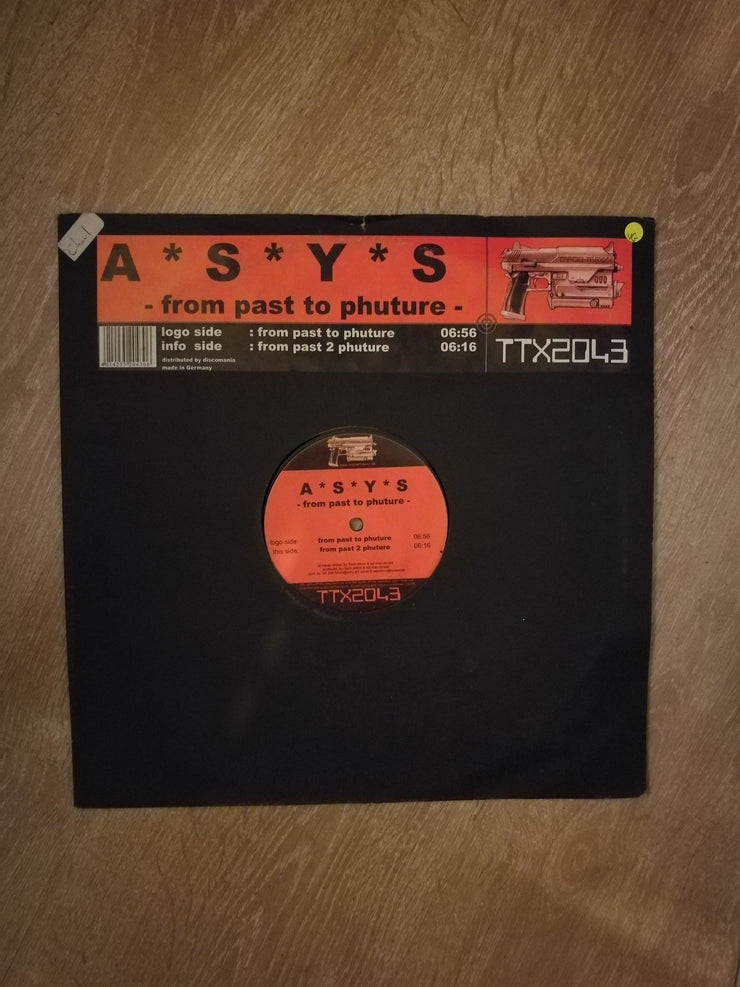 A * S * Y * S
- from past to phuture -
logo side : from past to phuture 06:56
info side : from past 2 phuture 06:16
distributed by discomania
made in Germany
TTX2043
A * S * Y * S
- from past to phuture -
logo side: from past to phuture 06:56
this side: from past 2 phuture 06:16
TTX2043